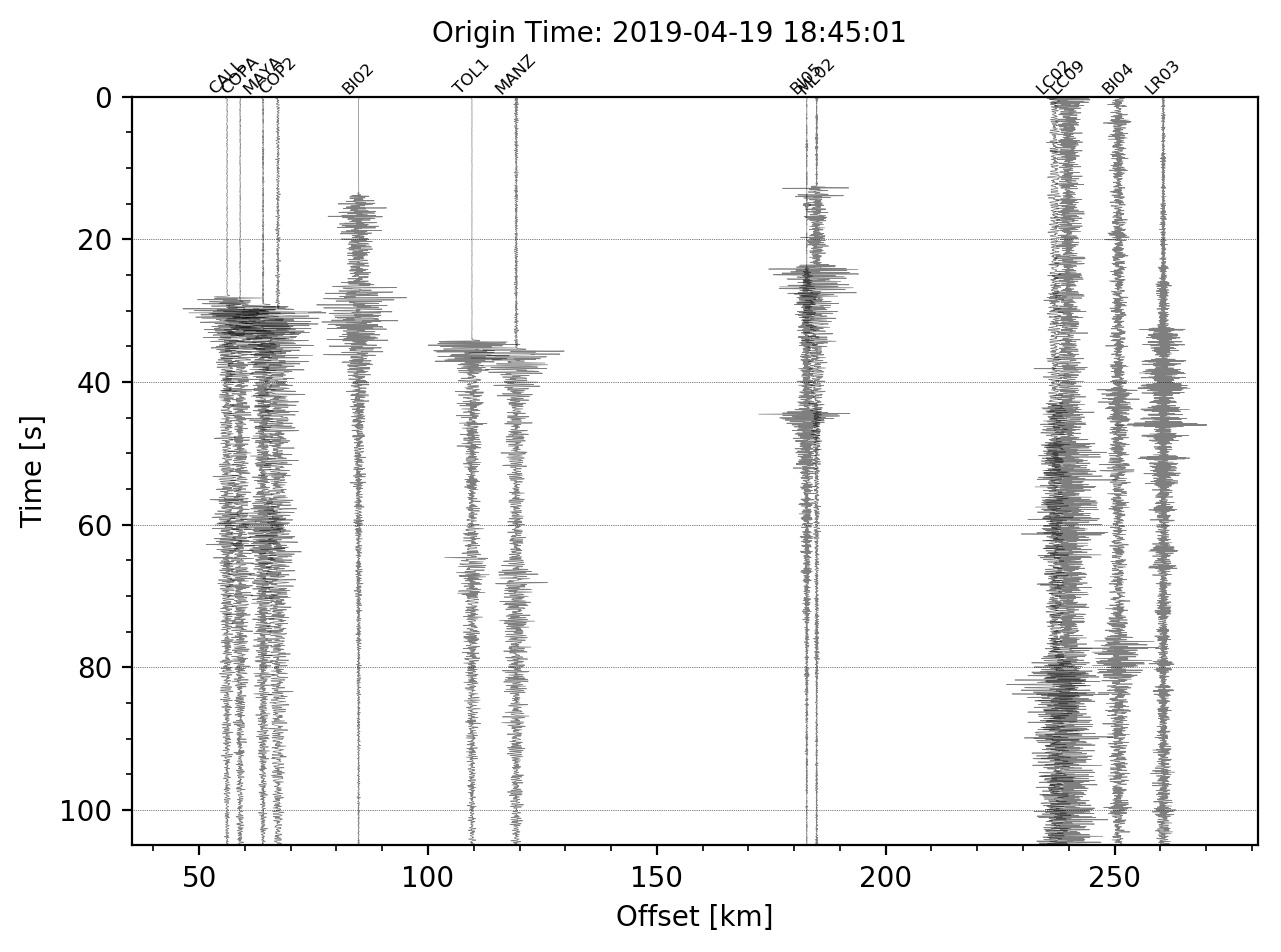 Origin Time: 2019-04-19 18:45:01
CALL COPA MAYA COP2 BI02 TOL1 MANZ BI05 ML02 LC02 LC09 BI04 LR03
0
20
40
60
80
100
Time [s]
50 100 150 200 250
Offset [km]